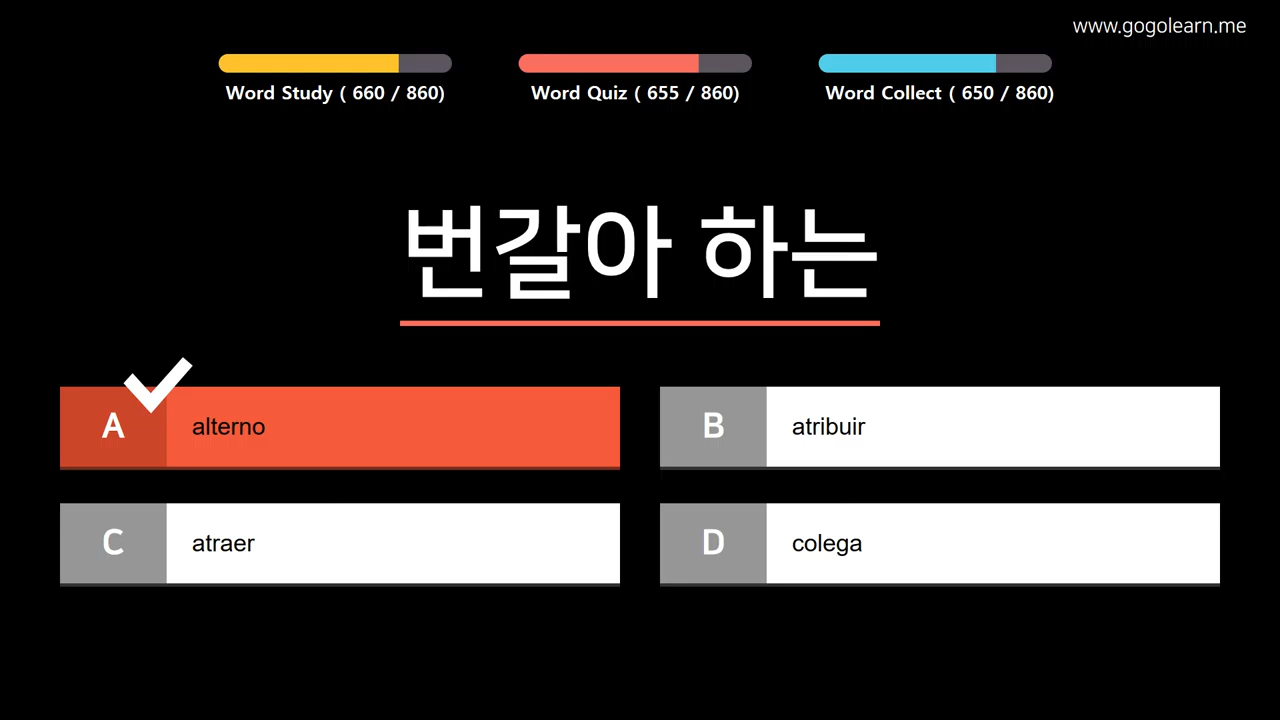 www.gogolearn.me
Word Study ( 660 / 860)
Word Quiz ( 655 / 860)
Word Collect ( 650 / 860)
번갈아 하는
A alterno
B atribuir
C atraer
D colega